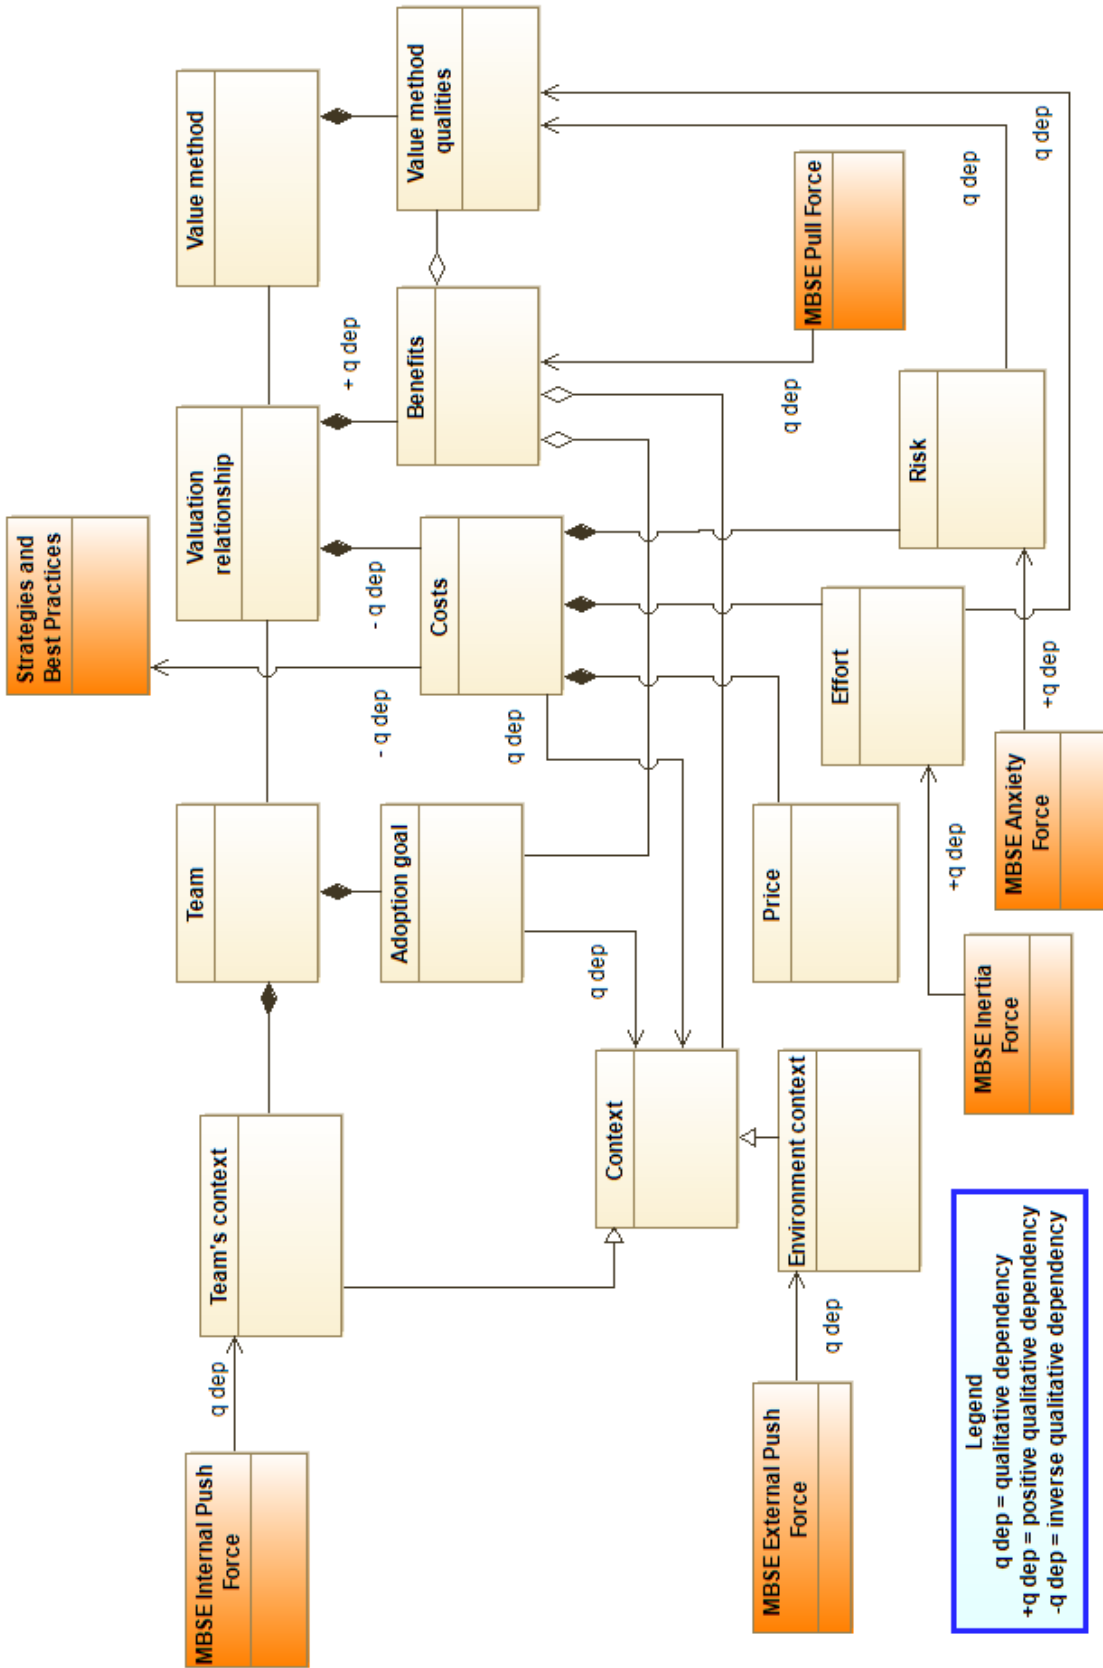 Strategies and
Best Practices
Team's context
Team
Valuation
relationship
Value method
MBSE Internal Push
Force
q dep
- q dep
- q dep
+ q dep
Adoption goal
Costs
Benefits
Value method
qualities
q dep
q dep
Context
q dep
MBSE External Push
Force
q dep
Environment context
Price
Effort
Risk
MBSE Pull Force
q dep
q dep
MBSE Inertia
Force
+q dep
MBSE Anxiety
Force
+q dep
Legend
q dep = qualitative dependency
+q dep = positive qualitative dependency
-q dep = inverse qualitative dependency